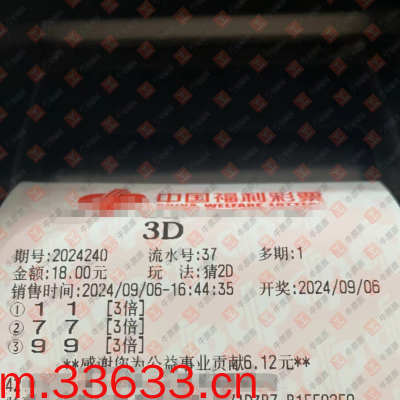 中国福利彩票
CHINA WELFARE LOTTERY
3D
期号:2024240 流水号:37 多期:1
金额:18.00元 玩 法:猜2D
销售时间:2024/09/06-16:44:35 开奖:2024/09/06
① 1 1 [3倍]
② 7 7 [3倍]
③ 9 9 [3倍]
**感谢您为公益事业贡献6.12元**
m.33633.cn